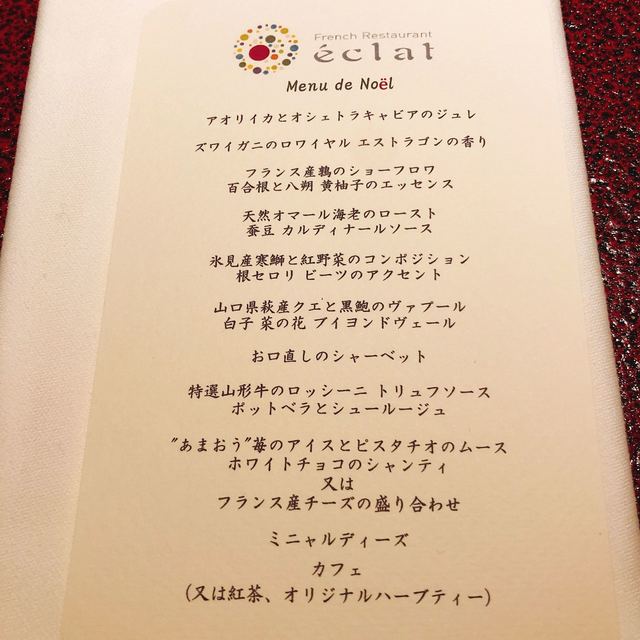 French Restaurant
éclat
Menu de Noël
アオリイカとオシェトラキャビアのジュレ
ズワイガニのロワイヤル エストラゴンの香り
フランス産鶉のショーフロワ
百合根と八朔 黄柚子のエッセンス
天然オマール海老のロースト
蚕豆 カルディナールソース
氷見産寒鰤と紅野菜のコンポジション
根セロリ ビーツのアクセント
山口県萩産クエと黒鮑のヴァプール
白子 菜の花 ブイヨンドヴェール
お口直しのシャーベット
特選山形牛のロッシーニ トリュフソース
ポットベラとシュールージュ
"あまおう"苺のアイスとピスタチオのムース
ホワイトチョコのシャンティ
又は
フランス産チーズの盛り合わせ
ミニャルディーズ
カフェ
(又は紅茶、オリジナルハーブティー)